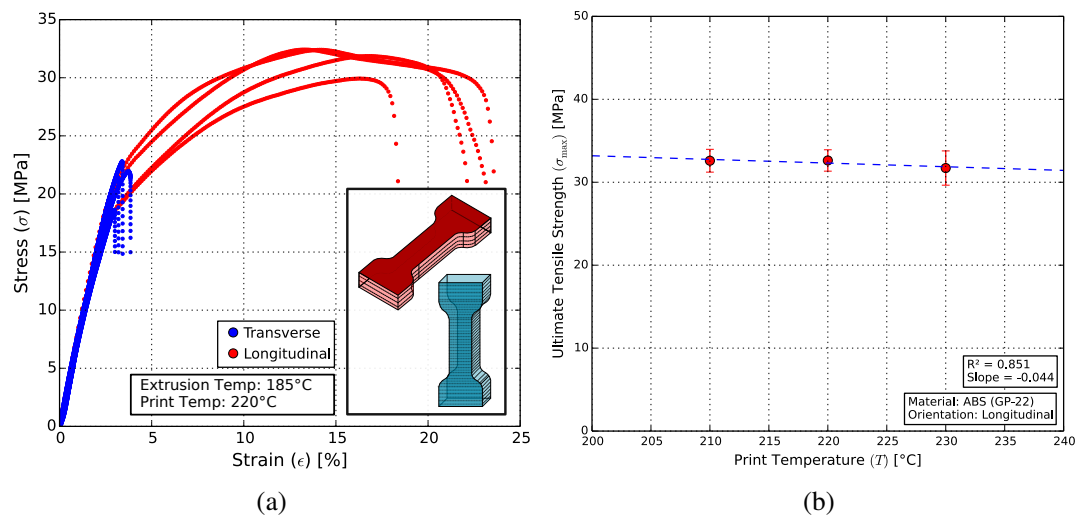 35
30
25
20
15
10
5
0
Stress (σ) [MPa]
0 5 10 15 20 25
Strain (ϵ) [%]
Transverse
Longitudinal
Extrusion Temp: 185°C
Print Temp: 220°C
(a)
50
40
30
20
10
0
Ultimate Tensile Strength (σmax) [MPa]
R² = 0.851
Slope = -0.044
Material: ABS (GP-22)
Orientation: Longitudinal
200 205 210 215 220 225 230 235 240
Print Temperature (T) [°C]
(b)